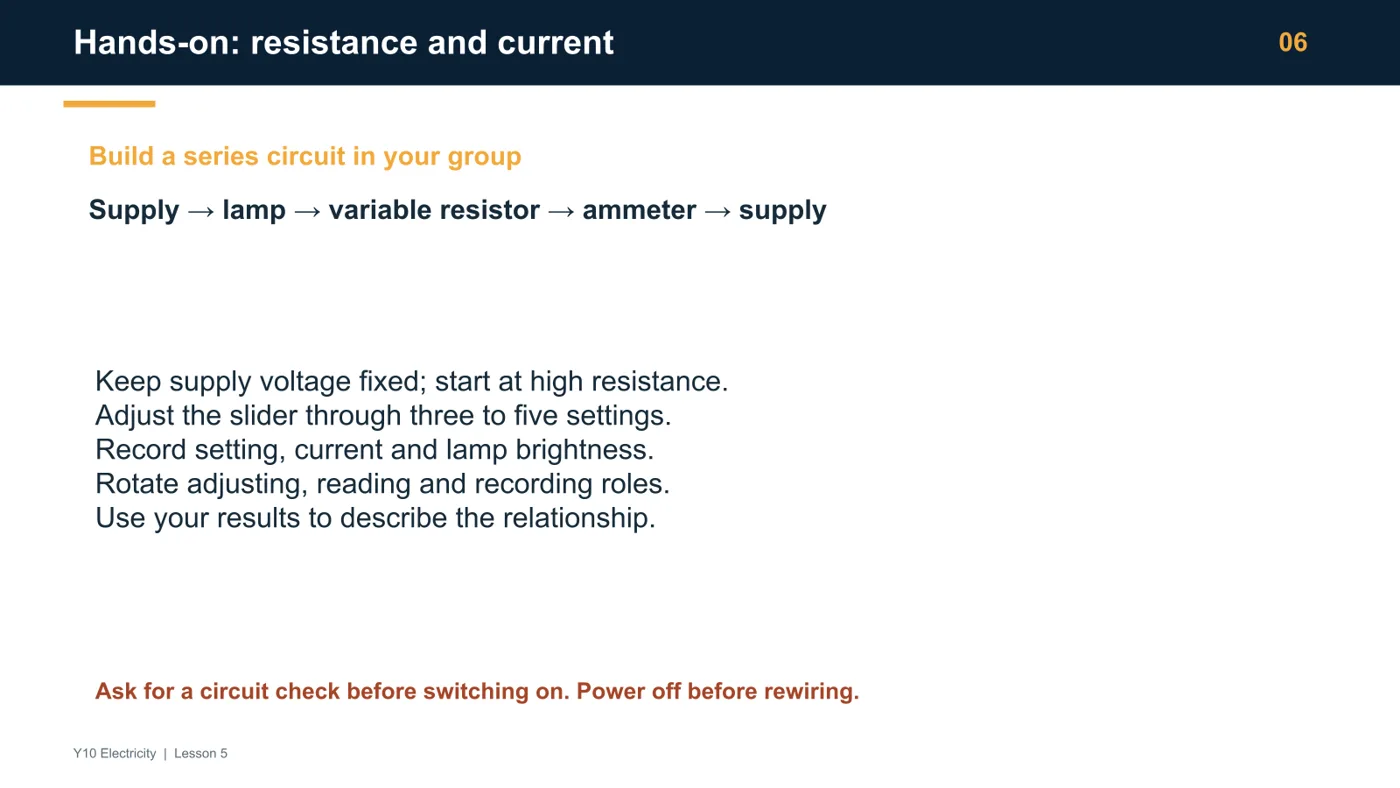 Hands-on: resistance and current
06
Build a series circuit in your group
Supply → lamp → variable resistor → ammeter → supply
Keep supply voltage fixed; start at high resistance.
Adjust the slider through three to five settings.
Record setting, current and lamp brightness.
Rotate adjusting, reading and recording roles.
Use your results to describe the relationship.
Ask for a circuit check before switching on. Power off before rewiring.
Y10 Electricity | Lesson 5